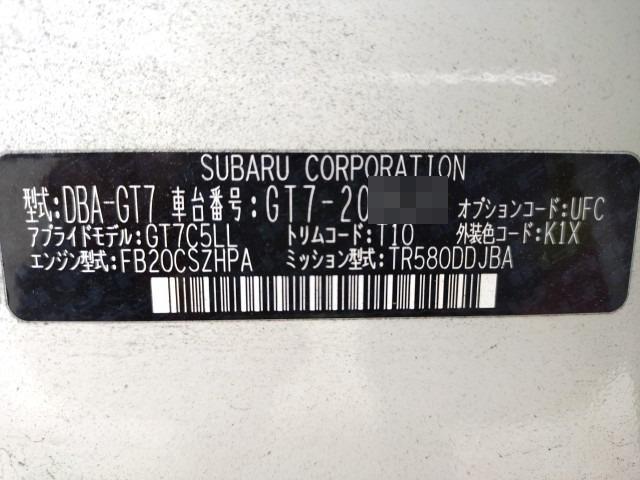 SUBARU CORPORATION
型式:DBA-GT7 車台番号:GT7-20 オプションコード:UFC
アプライドモデル:GT7C5LL トリムコード:T10 外装色コード:K1X
エンジン型式:FB20CSZHPA ミッション型式:TR580DDJBA